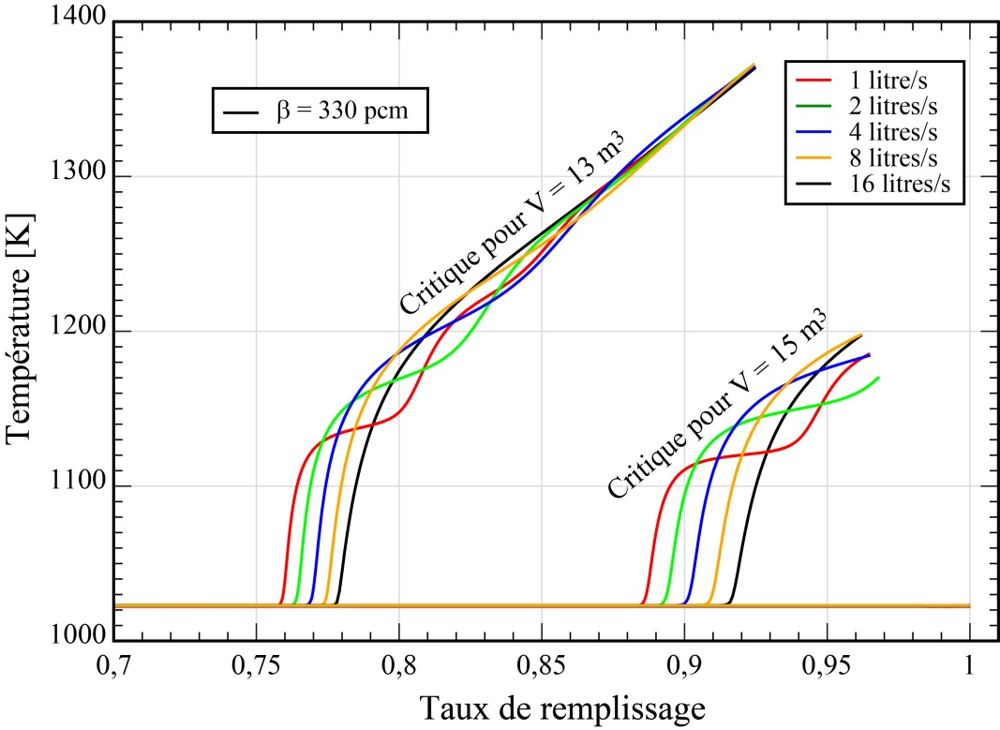 1400
1300
1200
1100
1000
Température [K]
β = 330 pcm
1 litre/s
2 litres/s
4 litres/s
8 litres/s
16 litres/s
Critique pour V = 13 m³
Critique pour V = 15 m³
0,7
0,75
0,8
0,85
0,9
0,95
1
Taux de remplissage